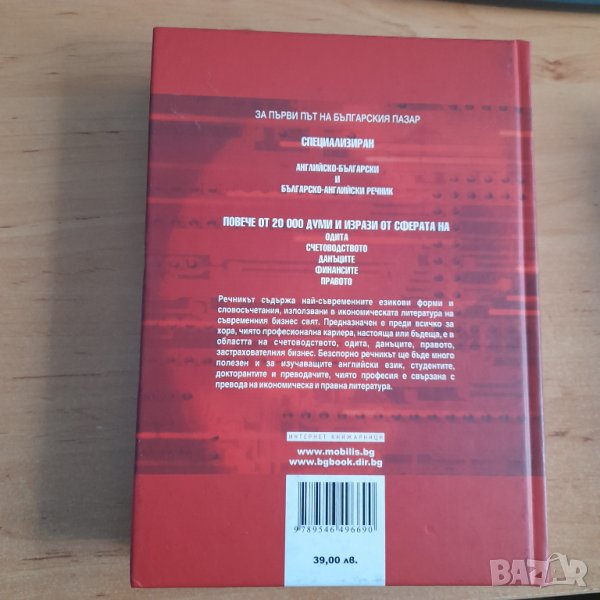 ЗА ПЪРВИ ПЪТ НА БЪЛГАРСКИЯ ПАЗАР
СПЕЦИАЛИЗИРАН
АНГЛИЙСКО-БЪЛГАРСКИ
И
БЪЛГАРСКО-АНГЛИЙСКИ РЕЧНИК
ПОВЕЧЕ ОТ 20 000 ДУМИ И ИЗРАЗИ ОТ СФЕРАТА НА
ОДИТА
СЧЕТОВОДСТВОТО
ДАНЪЦИТЕ
ФИНАНСИТЕ
ПРАВОТО
Речникът съдържа най-съвременните езикови форми и
словосъчетания, използвани в икономическата литература на
съвременния бизнес свят. Предназначен е преди всичко за
хора, чиято професионална кариера, настояща или бъдеща, е в
областта на счетоводството, одита, данъците, правото,
застрахователния бизнес. Безспорно речникът ще бъде много
полезен и за изучаващите английски език, студентите,
докторантите и преводачите, чиято професия е свързана с
превода на икономическа и правна литература.
ИНТЕРНЕТ КНИЖАРНИЦИ
www.mobilis.bg
www.bgbook.dir.bg
9789546496690
39,00 лв.
BAZAR